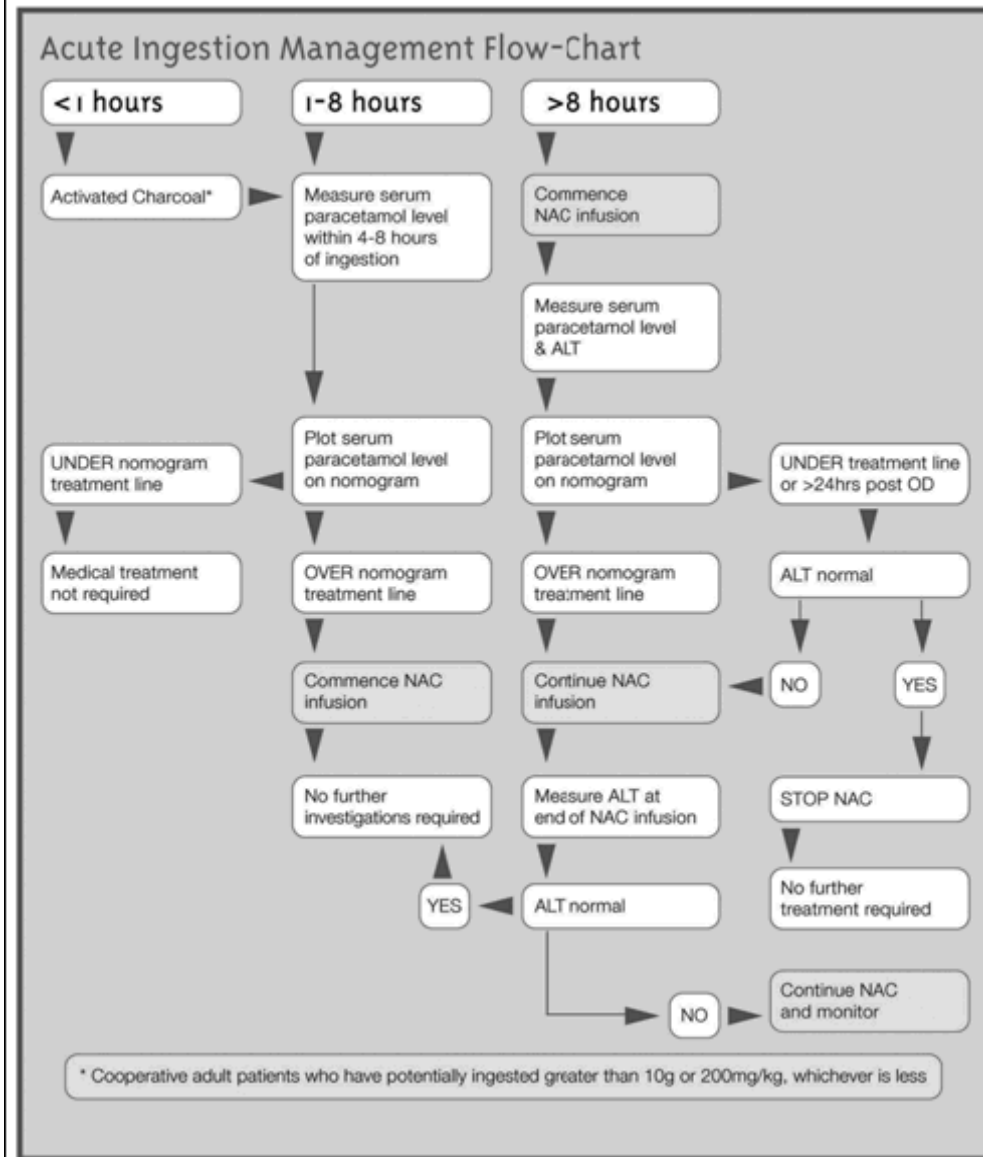 Acute Ingestion Management Flow-Chart
<1 hours
1-8 hours
>8 hours
Activated Charcoal*
Measure serum
paracetamol level
within 4-8 hours
of ingestion
Commence
NAC infusion
Measure serum
paracetamol level
& ALT
UNDER nomogram
treatment line
Plot serum
paracetamol level
on nomogram
Plot serum
paracetamol level
on nomogram
UNDER treatment line
or >24hrs post OD
Medical treatment
not required
OVER nomogram
treatment line
OVER nomogram
treatment line
ALT normal
Commence NAC
infusion
Continue NAC
infusion
NO
YES
No further
investigations required
Measure ALT at
end of NAC infusion
STOP NAC
YES
ALT normal
No further
treatment required
NO
Continue NAC
and monitor
* Cooperative adult patients who have potentially ingested greater than 10g or 200mg/kg, whichever is less